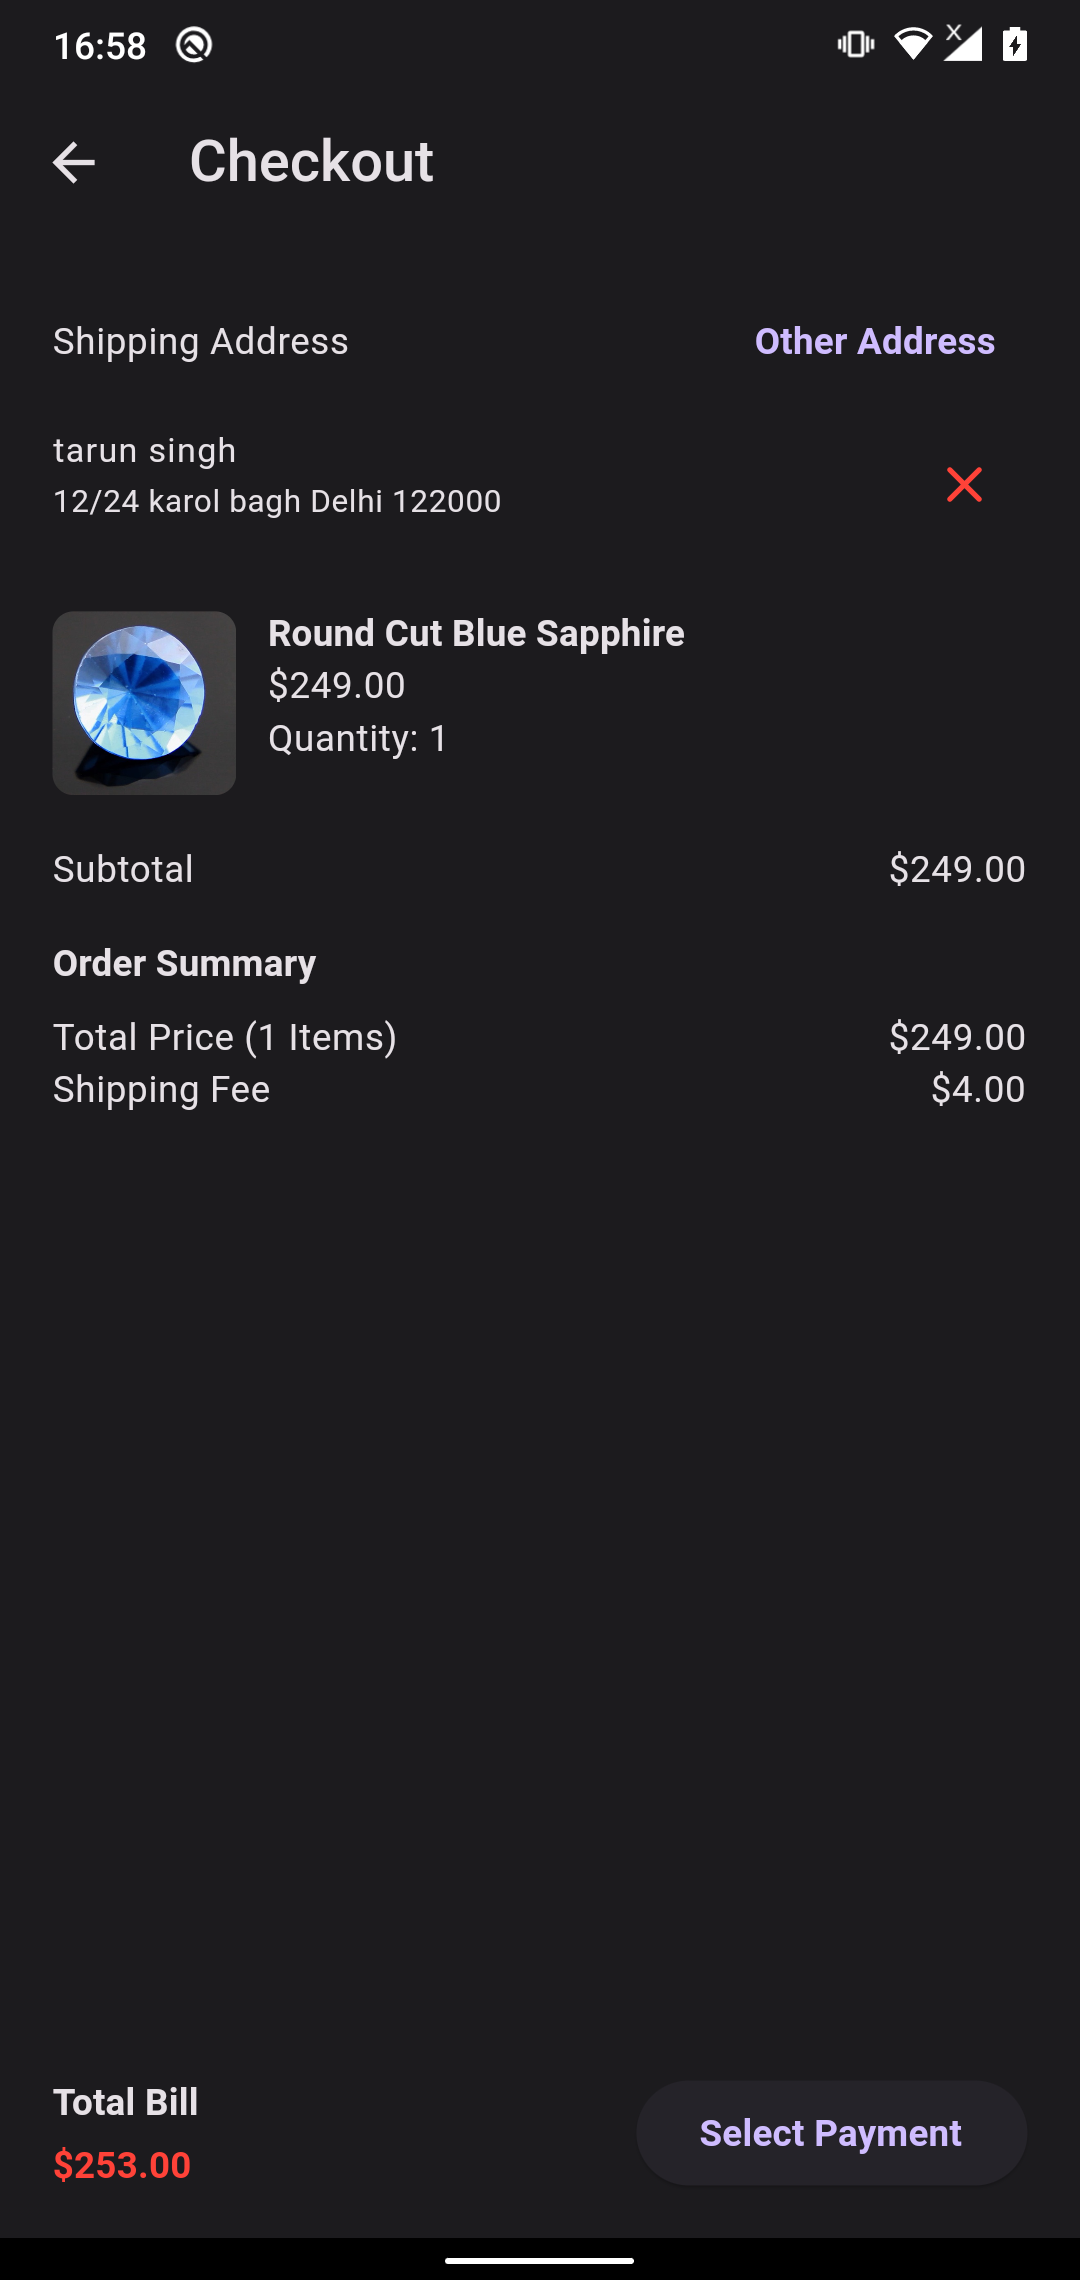 16:58
Checkout
Shipping Address Other Address
tarun singh
12/24 karol bagh Delhi 122000
Round Cut Blue Sapphire
$249.00
Quantity: 1
Subtotal $249.00
Order Summary
Total Price (1 Items) $249.00
Shipping Fee $4.00
Total Bill
$253.00
Select Payment